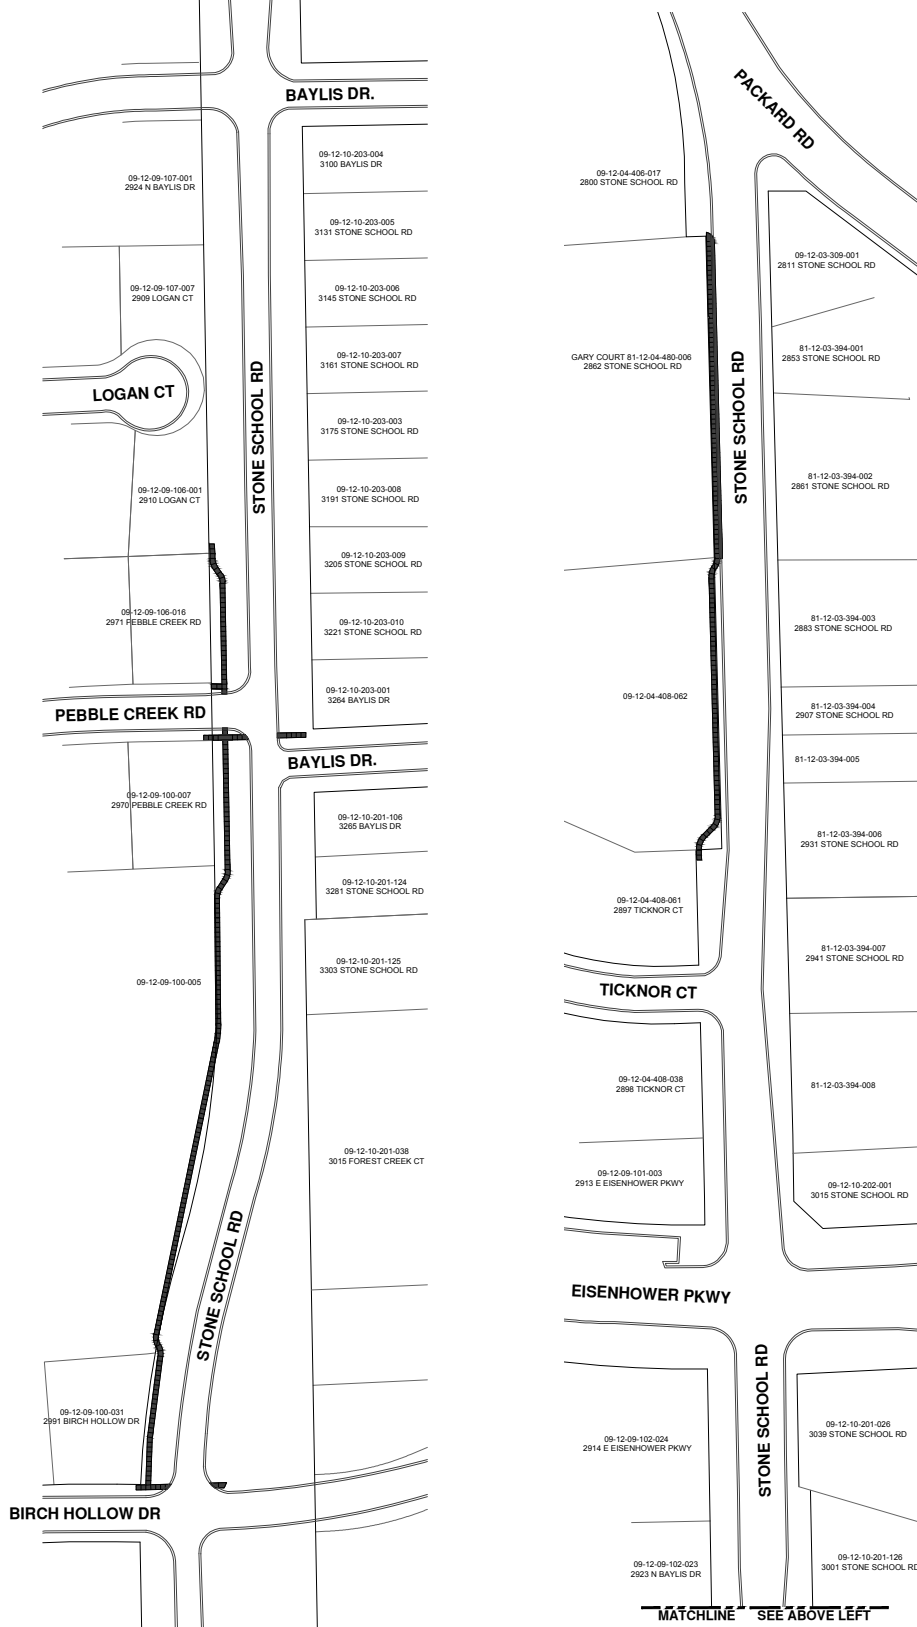 BAYLIS DR.
09-12-10-203-004
3100 BAYLIS DR
09-12-09-107-001
2924 N BAYLIS DR
09-12-10-203-005
3131 STONE SCHOOL RD
09-12-09-107-007
2909 LOGAN CT
09-12-10-203-006
3145 STONE SCHOOL RD
09-12-10-203-007
3161 STONE SCHOOL RD
LOGAN CT
STONE SCHOOL RD
09-12-10-203-003
3175 STONE SCHOOL RD
09-12-09-106-001
2910 LOGAN CT
09-12-10-203-008
3191 STONE SCHOOL RD
09-12-10-203-009
3205 STONE SCHOOL RD
09-12-09-106-016
2971 PEBBLE CREEK RD
09-12-10-203-010
3221 STONE SCHOOL RD
09-12-10-203-001
3264 BAYLIS DR
PEBBLE CREEK RD
BAYLIS DR.
09-12-09-100-007
2970 PEBBLE CREEK RD
09-12-10-201-106
3265 BAYLIS DR
09-12-10-201-124
3281 STONE SCHOOL RD
09-12-10-201-125
3303 STONE SCHOOL RD
09-12-09-100-005
09-12-10-201-038
3015 FOREST CREEK CT
STONE SCHOOL RD
09-12-09-100-031
2991 BIRCH HOLLOW DR
BIRCH HOLLOW DR
PACKARD RD
09-12-04-406-017
2800 STONE SCHOOL RD
09-12-03-309-001
2811 STONE SCHOOL RD
GARY COURT 81-12-04-480-006
2862 STONE SCHOOL RD
81-12-03-394-001
2853 STONE SCHOOL RD
STONE SCHOOL RD
81-12-03-394-002
2861 STONE SCHOOL RD
81-12-03-394-003
2883 STONE SCHOOL RD
09-12-04-408-062
81-12-03-394-004
2907 STONE SCHOOL RD
81-12-03-394-005
81-12-03-394-006
2931 STONE SCHOOL RD
09-12-04-408-061
2897 TICKNOR CT
81-12-03-394-007
2941 STONE SCHOOL RD
TICKNOR CT
09-12-04-408-038
2898 TICKNOR CT
81-12-03-394-008
09-12-09-101-003
2913 E EISENHOWER PKWY
09-12-10-202-001
3015 STONE SCHOOL RD
EISENHOWER PKWY
STONE SCHOOL RD
09-12-09-102-024
2914 E EISENHOWER PKWY
09-12-10-201-026
3039 STONE SCHOOL RD
09-12-09-102-023
2923 N BAYLIS DR
09-12-10-201-126
3001 STONE SCHOOL RD
MATCHLINE SEE ABOVE LEFT